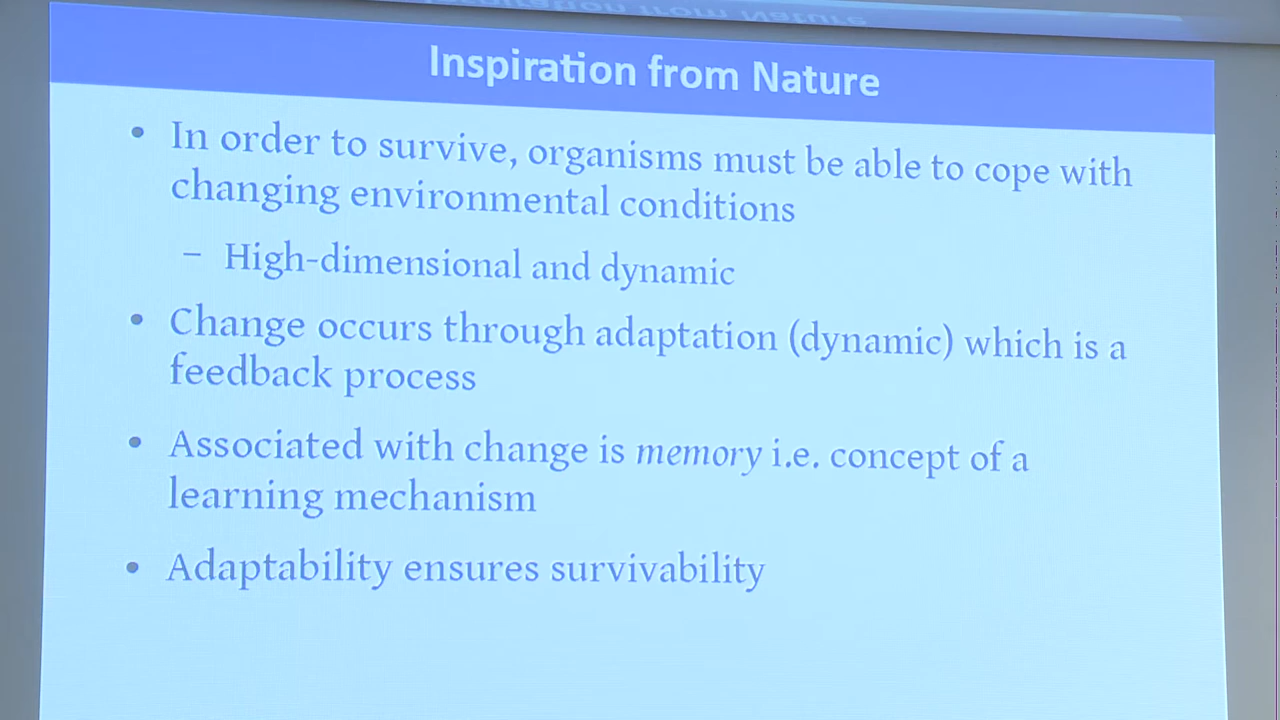 Inspiration from Nature
• In order to survive, organisms must be able to cope with
changing environmental conditions
– High-dimensional and dynamic
• Change occurs through adaptation (dynamic) which is a
feedback process
• Associated with change is memory i.e. concept of a
learning mechanism
• Adaptability ensures survivability